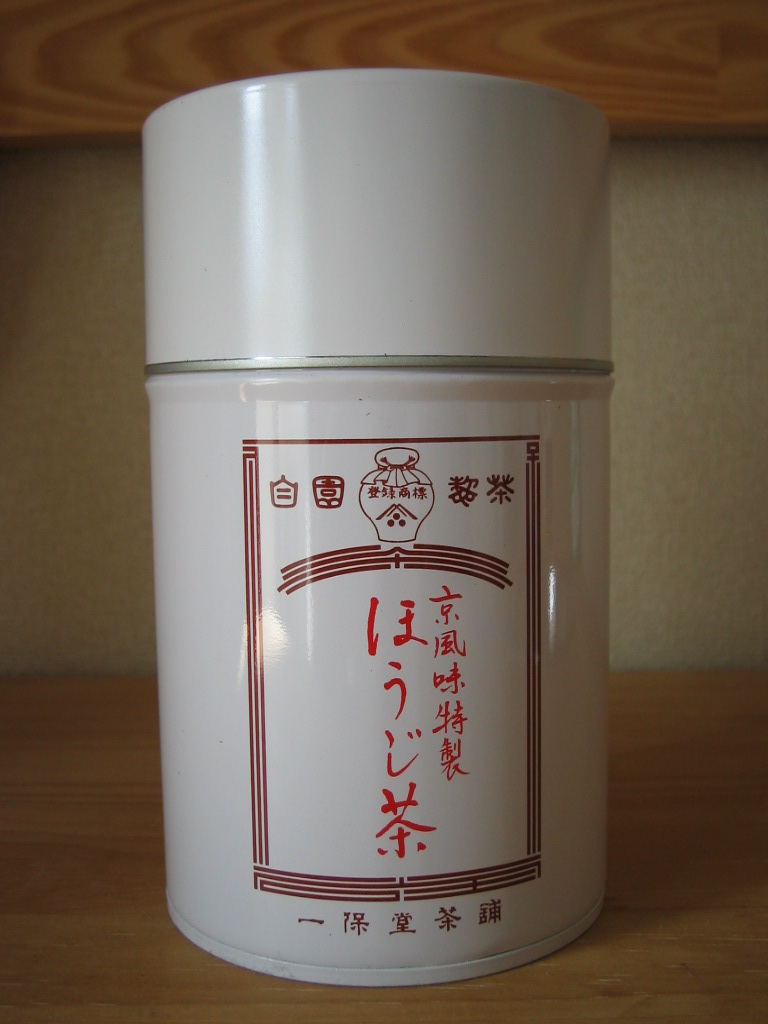 自園 製茶
登録商標
京風味特製
ほうじ茶
一保堂茶舖